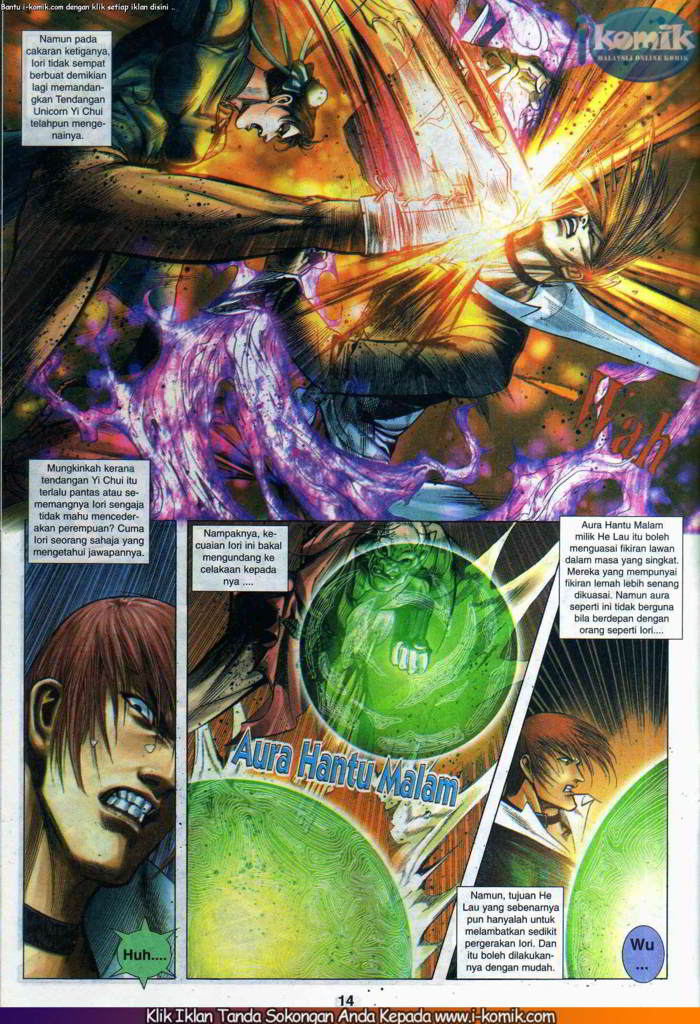 Bantu i-komik.com dengan klik setiap iklan disini ..
i komik
MALAYSIA ONLINE KOMIK
Namun pada
cakaran ketiganya,
Iori tidak sempat
berbuat demikian
lagi memandan-
gkan Tendangan
Unicorn Yi Chui
telahpun menge-
nainya.
Wah
Mungkinkah kerana
tendangan Yi Chui itu
terlalu pantas atau se-
memangnya Iori sengaja
tidak mahu menceder-
akan perempuan? Cuma
Iori seorang sahaja yang
mengetahui jawapannya.
Huh....
Nampaknya, ke-
cuaian Iori ini bakal
mengundang ke
celakaan kepada
nya ....
Aura Hantu Malam
Aura Hantu Malam
milik He Lau itu boleh
menguasai fikiran lawan
dalam masa yang singkat.
Mereka yang mempunyai
fikiran lemah lebih senang
dikuasai. Namun aura
seperti ini tidak berguna
bila berdepan dengan
orang seperti Iori....
Namun, tujuan He
Lau yang sebenarnya
pun hanyalah untuk
melambatkan sedikit
pergerakan Iori. Dan
itu boleh dilakukan-
nya dengan mudah.
Wu
...
14
Klik Iklan Tanda Sokongan Anda Kepada www.i-komik.com